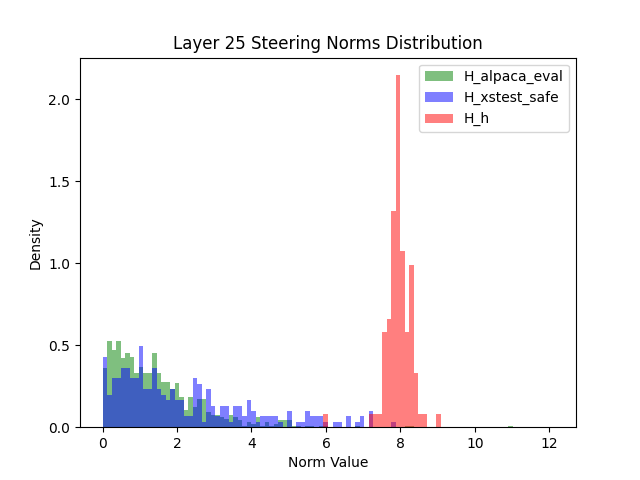 Layer 25 Steering Norms Distribution
H_alpaca_eval
H_xstest_safe
H_h
2.0
1.5
1.0
0.5
0.0
Density
0 2 4 6 8 10 12
Norm Value